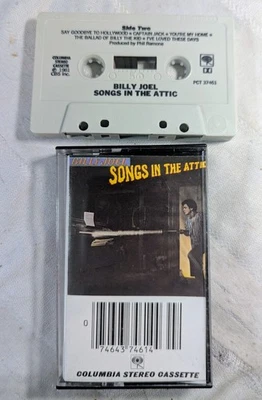 Side Two
SAY GOODBYE TO HOLLYWOOD • CAPTAIN JACK • YOU'RE MY HOME •
THE BALLAD OF BILLY THE KID • I'VE LOVED THESE DAYS
Produced by Phil Ramone
COLUMBIA
STEREO
CASSETTE
℗ 1981
CBS Inc.
PCT 37461
BILLY JOEL
SONGS IN THE ATTIC
BILLY JOEL
SONGS IN THE ATTIC
0
74643 74614
COLUMBIA STEREO CASSETTE